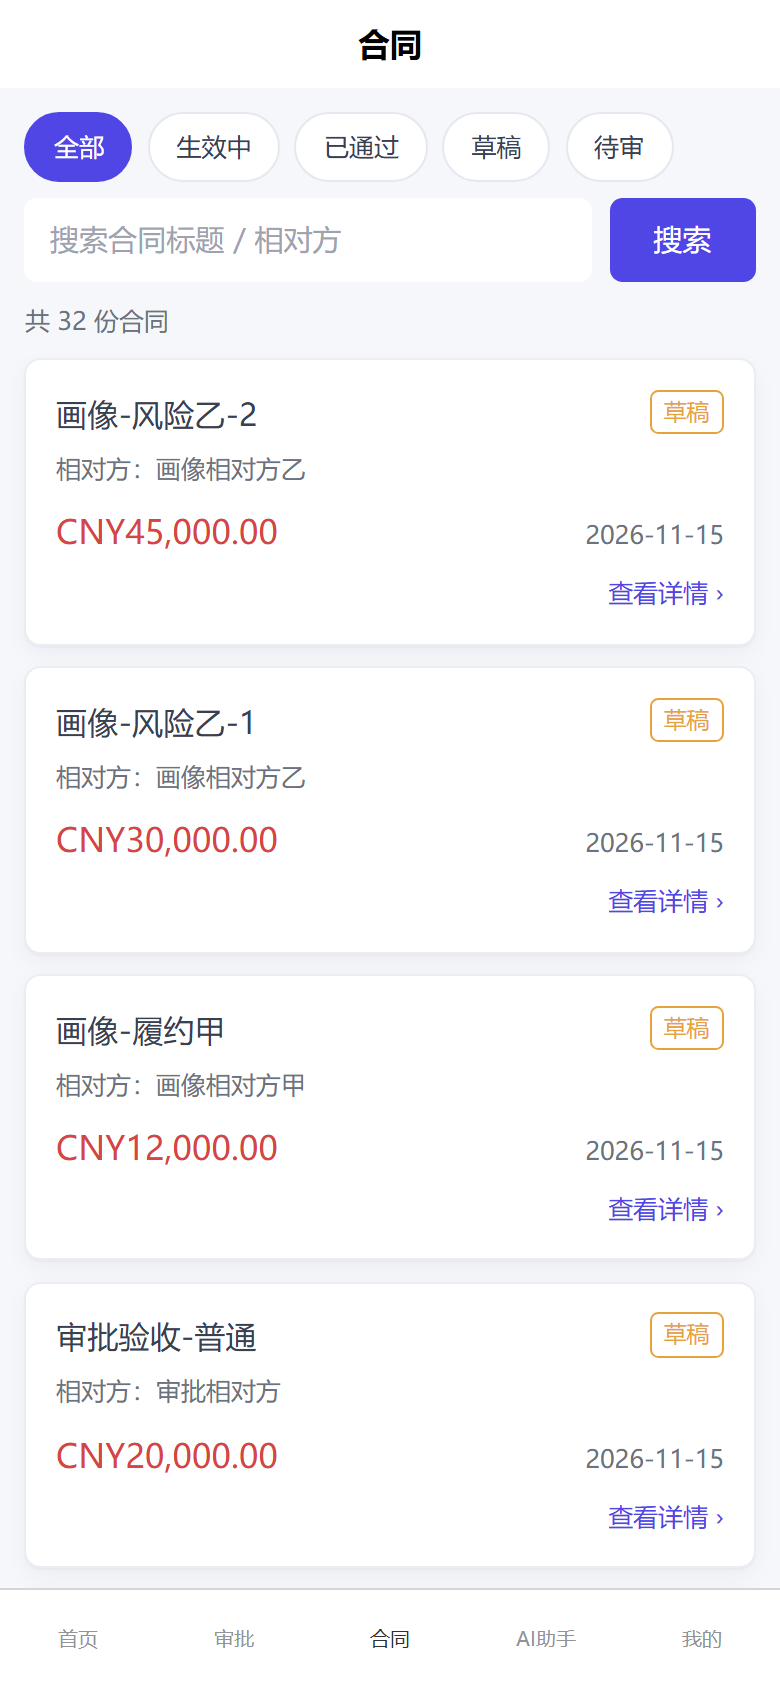 合同
全部 生效中 已通过 草稿 待审
搜索合同标题 / 相对方 搜索
共 32 份合同
画像-风险乙-2 草稿
相对方：画像相对方乙
CNY45,000.00 2026-11-15
查看详情 ›
画像-风险乙-1 草稿
相对方：画像相对方乙
CNY30,000.00 2026-11-15
查看详情 ›
画像-履约甲 草稿
相对方：画像相对方甲
CNY12,000.00 2026-11-15
查看详情 ›
审批验收-普通 草稿
相对方：审批相对方
CNY20,000.00 2026-11-15
查看详情 ›
首页 审批 合同 AI助手 我的